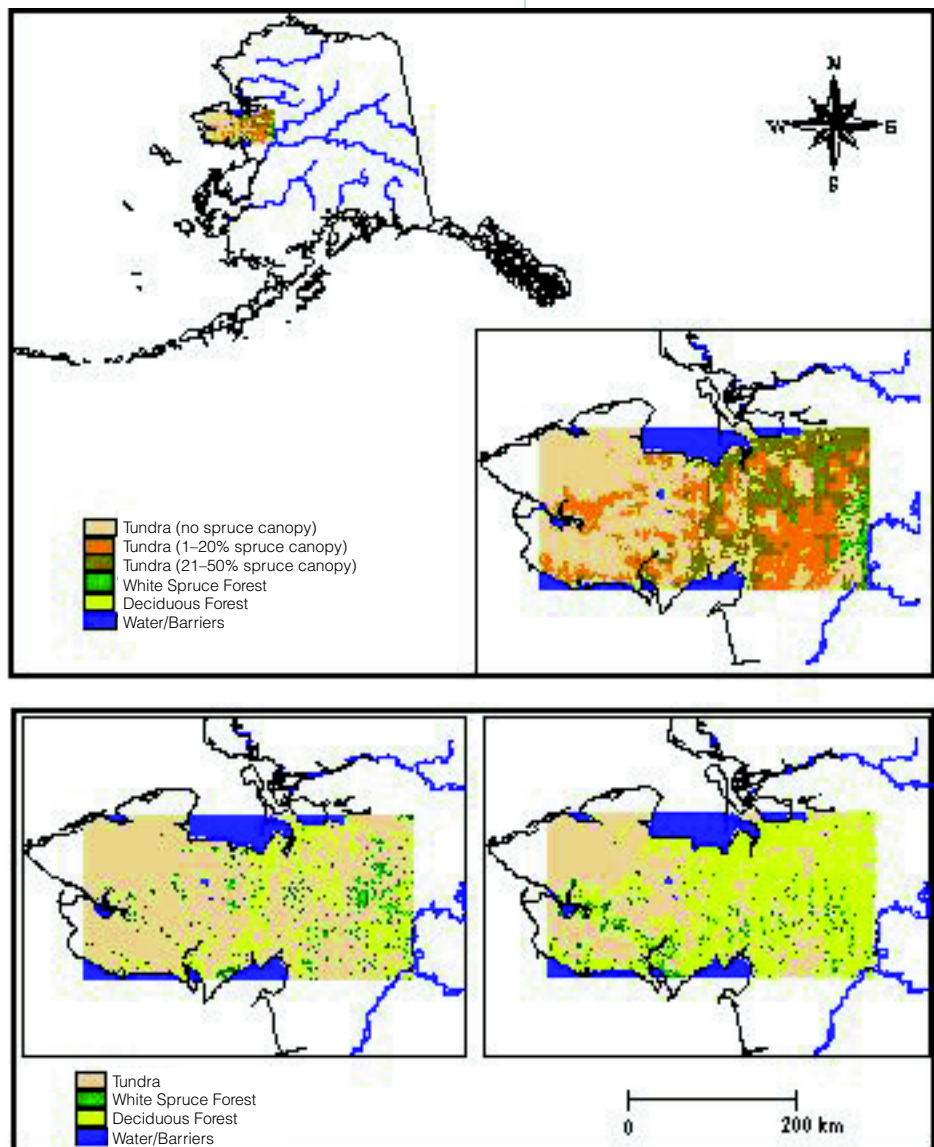 N
W E
S
Tundra (no spruce canopy)
Tundra (1–20% spruce canopy)
Tundra (21–50% spruce canopy)
White Spruce Forest
Deciduous Forest
Water/Barriers
Tundra
White Spruce Forest
Deciduous Forest
Water/Barriers
0 200 km